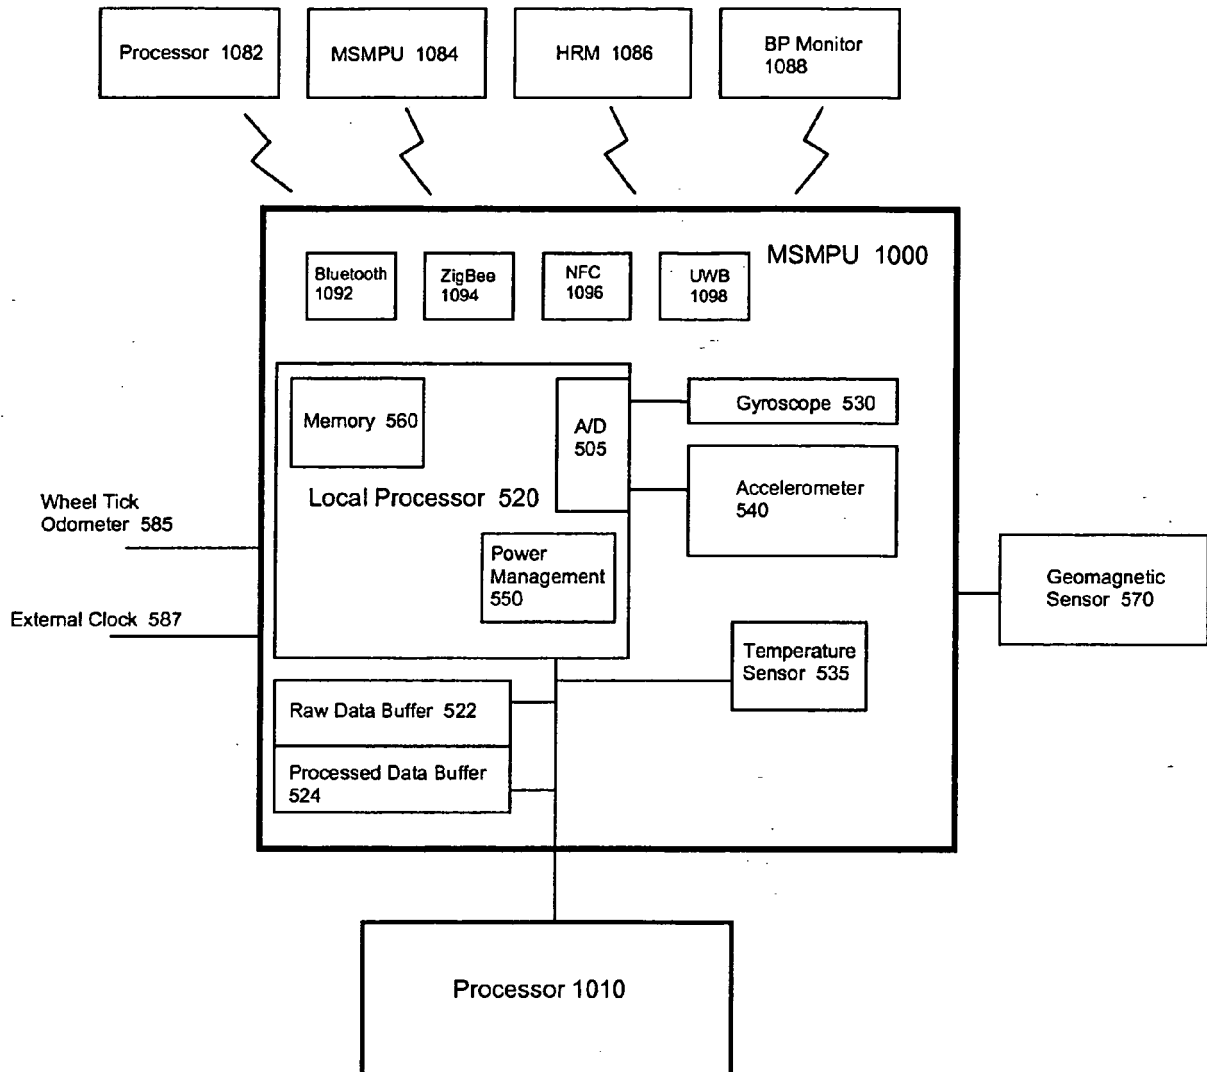 Processor 1082
MSMPU 1084
HRM 1086
BP Monitor
1088
MSMPU 1000
Bluetooth
1092
ZigBee
1094
NFC
1096
UWB
1098
Memory 560
A/D
505
Gyroscope 530
Local Processor 520
Accelerometer
540
Wheel Tick
Odometer 585
Power
Management
550
Geomagnetic
Sensor 570
External Clock 587
Temperature
Sensor 535
Raw Data Buffer 522
Processed Data Buffer
524
Processor 1010